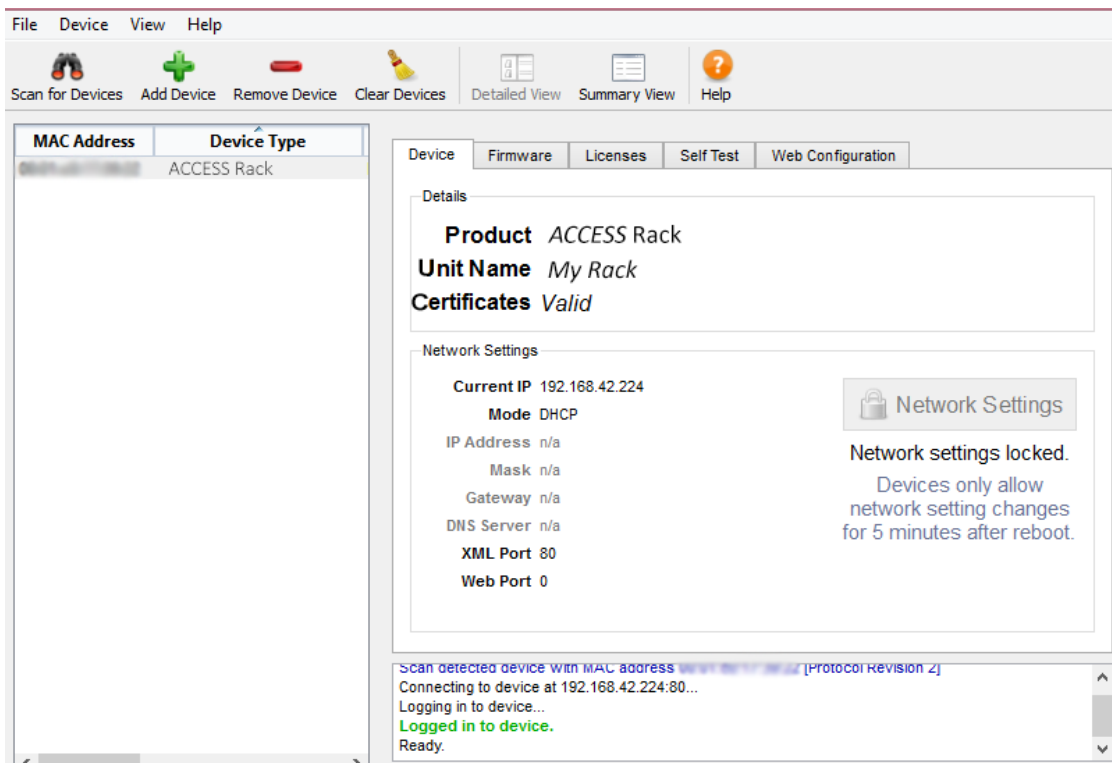 File Device View Help
Scan for Devices Add Device Remove Device Clear Devices Detailed View Summary View Help
MAC Address Device Type
ACCESS Rack
Device Firmware Licenses Self Test Web Configuration
Details
Product ACCESS Rack
Unit Name My Rack
Certificates Valid
Network Settings
Current IP 192.168.42.224
Mode DHCP
IP Address n/a
Mask n/a
Gateway n/a
DNS Server n/a
XML Port 80
Web Port 0
Network Settings
Network settings locked.
Devices only allow
network setting changes
for 5 minutes after reboot.
Scan detected device with MAC address [Protocol Revision 2]
Connecting to device at 192.168.42.224:80...
Logging in to device...
Logged in to device.
Ready.